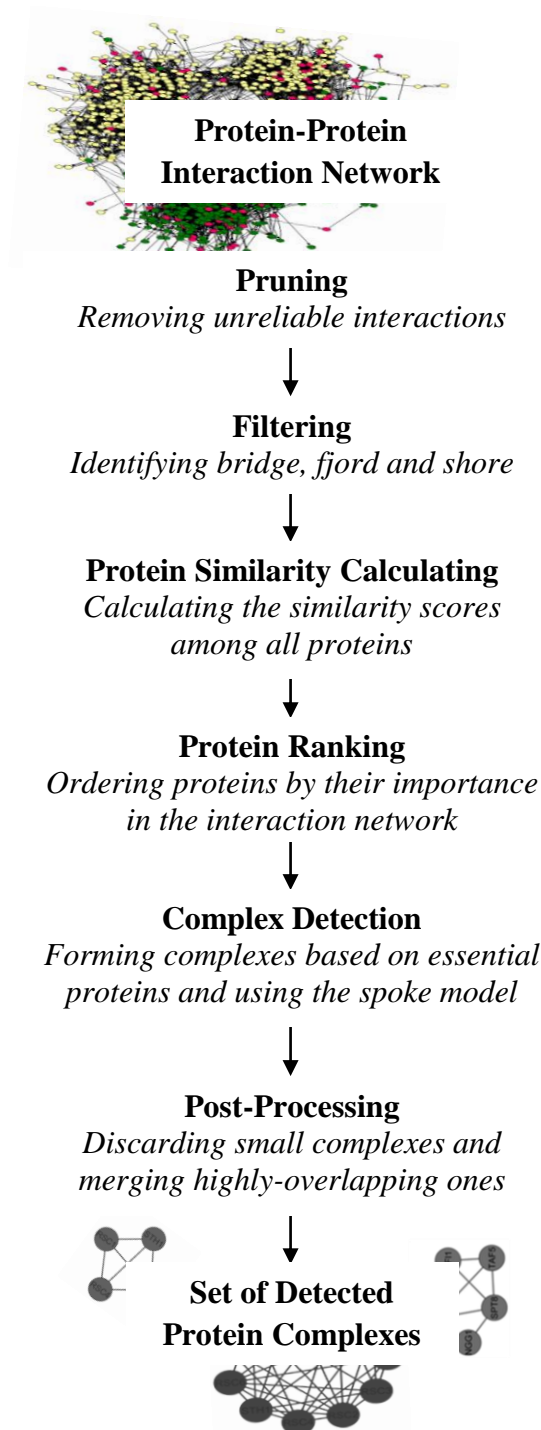 Protein-Protein
Interaction Network
Pruning
Removing unreliable interactions
Filtering
Identifying bridge, fjord and shore
Protein Similarity Calculating
Calculating the similarity scores
among all proteins
Protein Ranking
Ordering proteins by their importance
in the interaction network
Complex Detection
Forming complexes based on essential
proteins and using the spoke model
Post-Processing
Discarding small complexes and
merging highly-overlapping ones
Set of Detected
Protein Complexes
TAF5
SPT8
NGG1